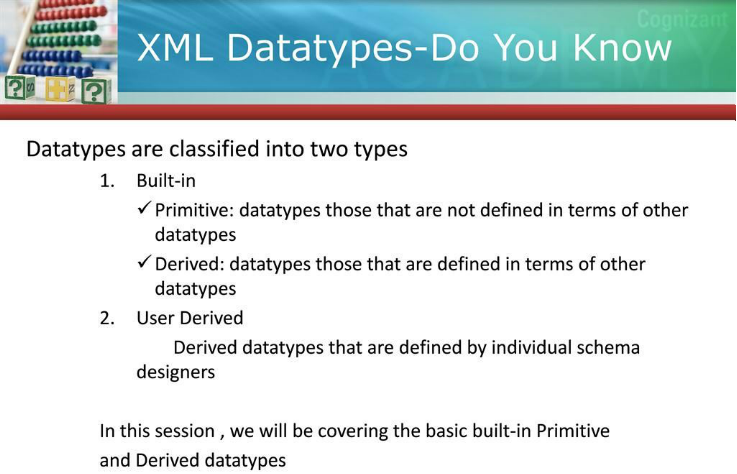 Cognizant
XML Datatypes-Do You Know
Datatypes are classified into two types
1. Built-in
✓ Primitive: datatypes those that are not defined in terms of other
datatypes
✓ Derived: datatypes those that are defined in terms of other
datatypes
2. User Derived
Derived datatypes that are defined by individual schema
designers
In this session , we will be covering the basic built-in Primitive
and Derived datatypes